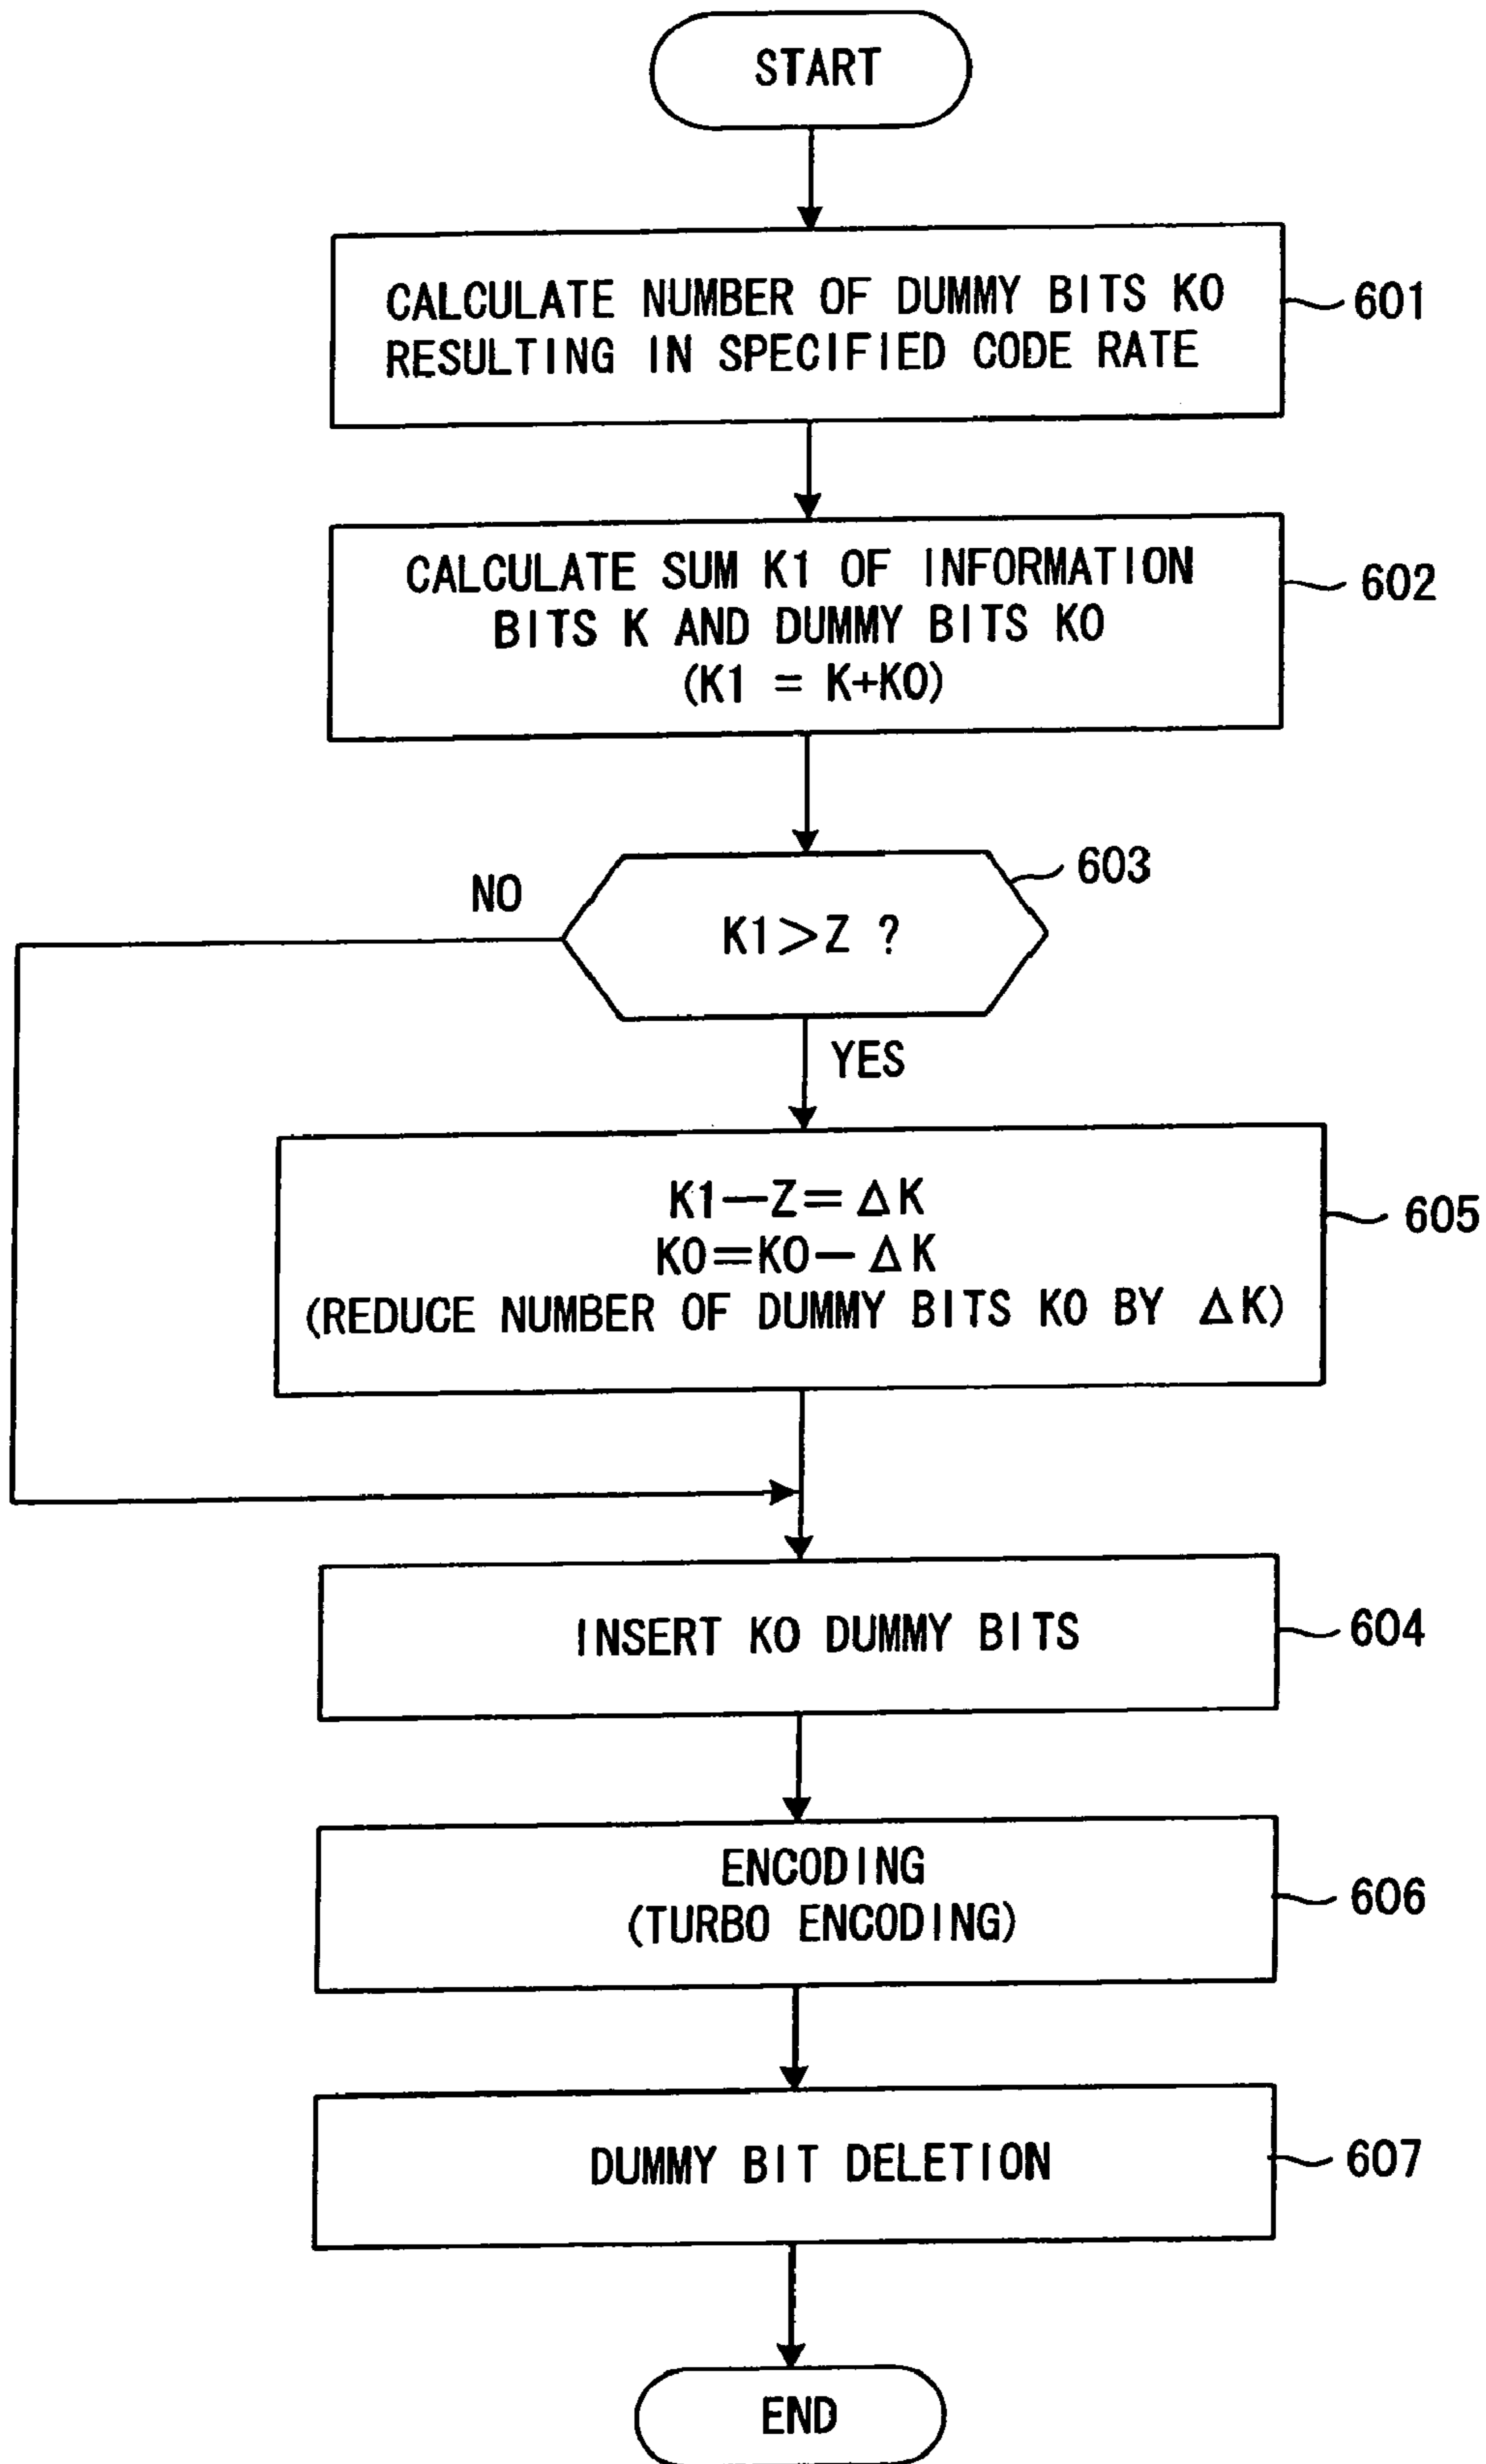 START
CALCULATE NUMBER OF DUMMY BITS K0
RESULTING IN SPECIFIED CODE RATE
601
CALCULATE SUM K1 OF INFORMATION
BITS K AND DUMMY BITS K0
(K1 = K+K0)
602
603
NO
K1>Z ?
YES
K1−Z=ΔK
K0=K0−ΔK
(REDUCE NUMBER OF DUMMY BITS K0 BY ΔK)
605
INSERT K0 DUMMY BITS
604
ENCODING
(TURBO ENCODING)
606
DUMMY BIT DELETION
607
END